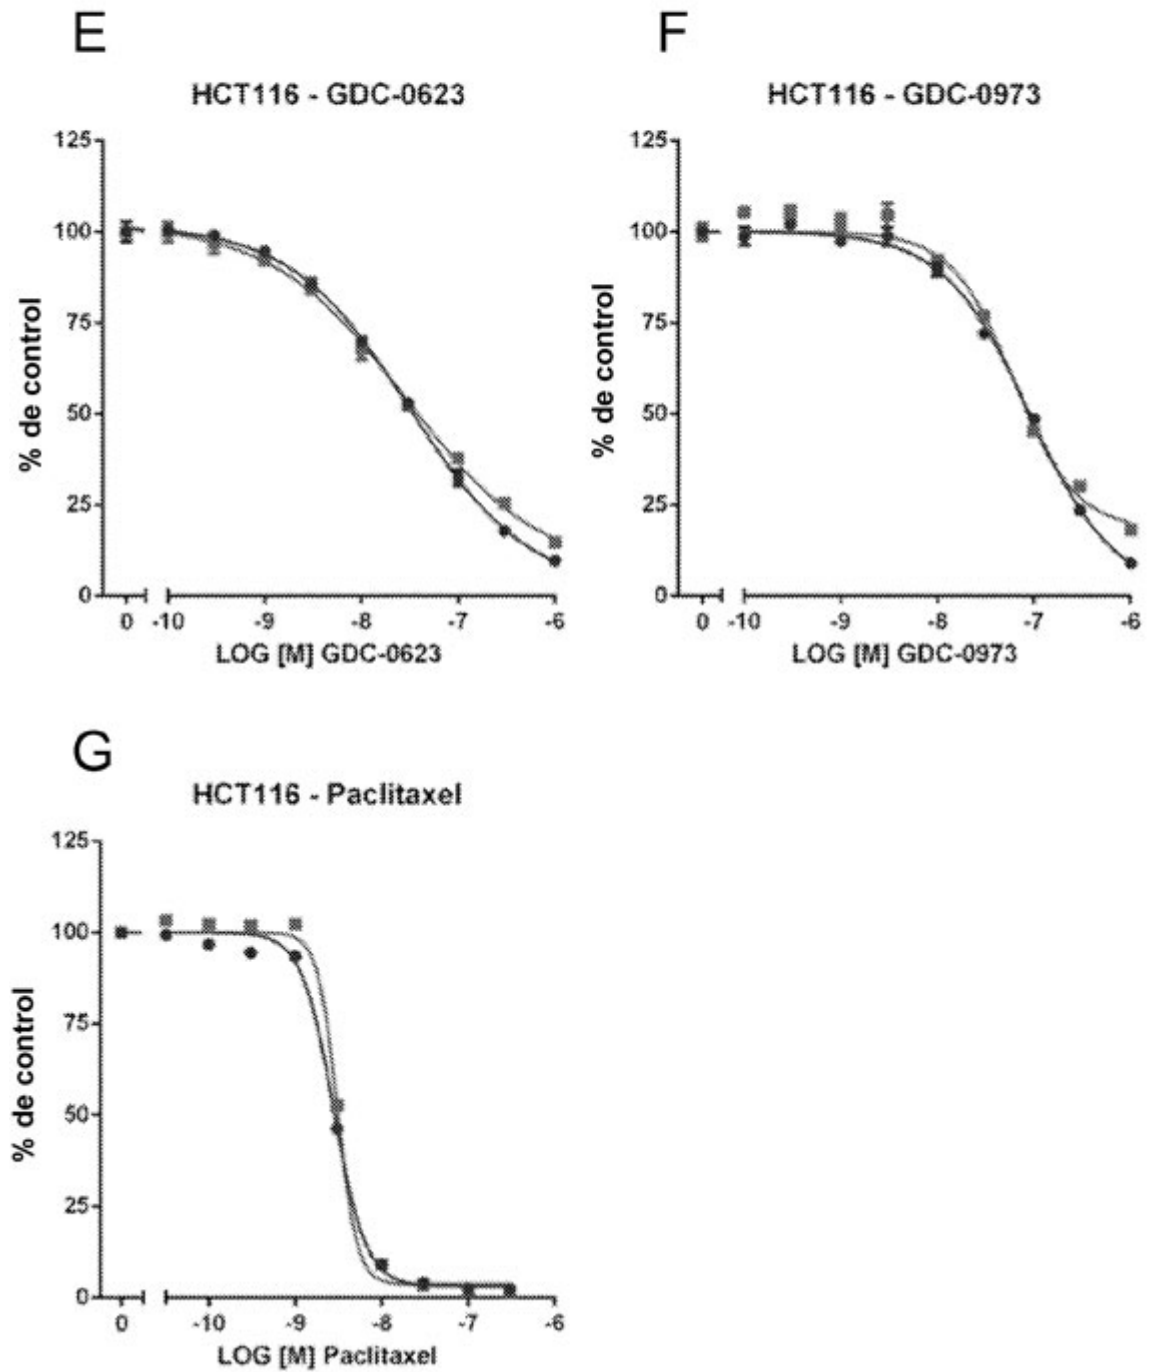 E
HCT116 - GDC-0623
125
100
75
50
25
0
% de control
0 -10 -9 -8 -7 -6
LOG [M] GDC-0623
F
HCT116 - GDC-0973
125
100
75
50
25
0
% de control
0 -10 -9 -8 -7 -6
LOG [M] GDC-0973
G
HCT116 - Paclitaxel
125
100
75
50
25
0
% de control
0 -10 -9 -8 -7 -6
LOG [M] Paclitaxel